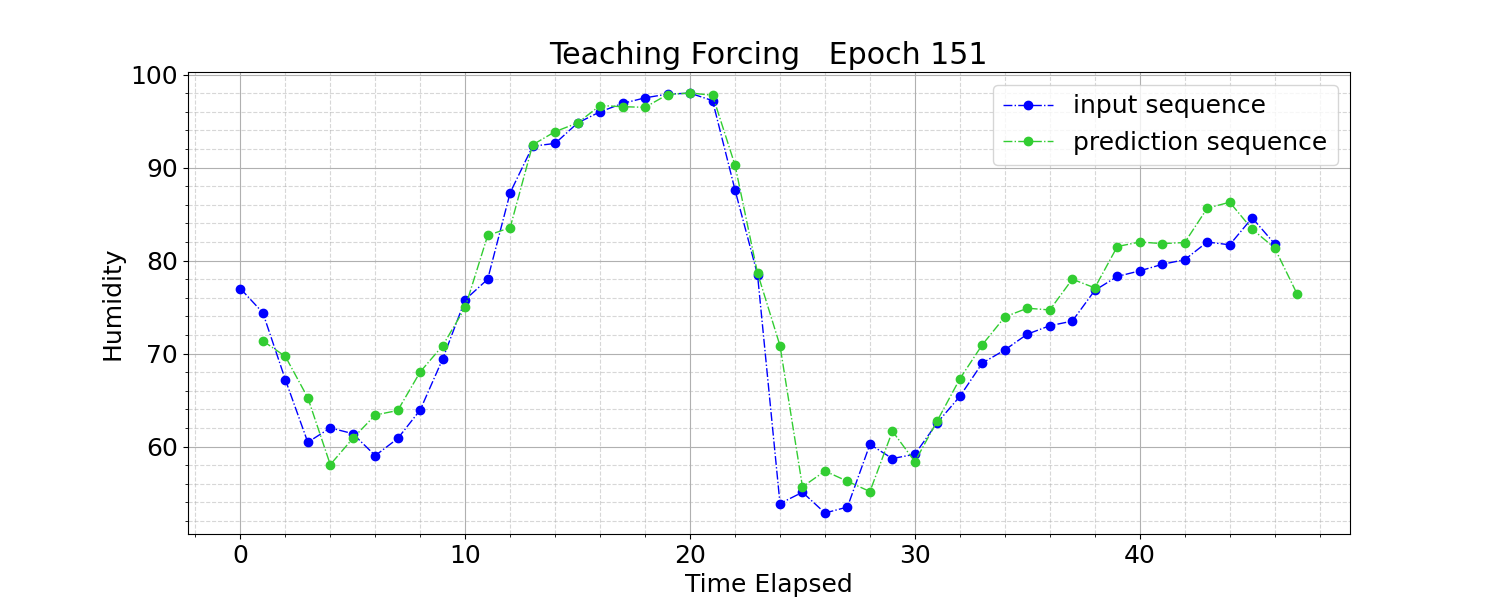 Teaching Forcing   Epoch 151
100
90
80
70
60
Humidity
input sequence
prediction sequence
0 10 20 30 40
Time Elapsed